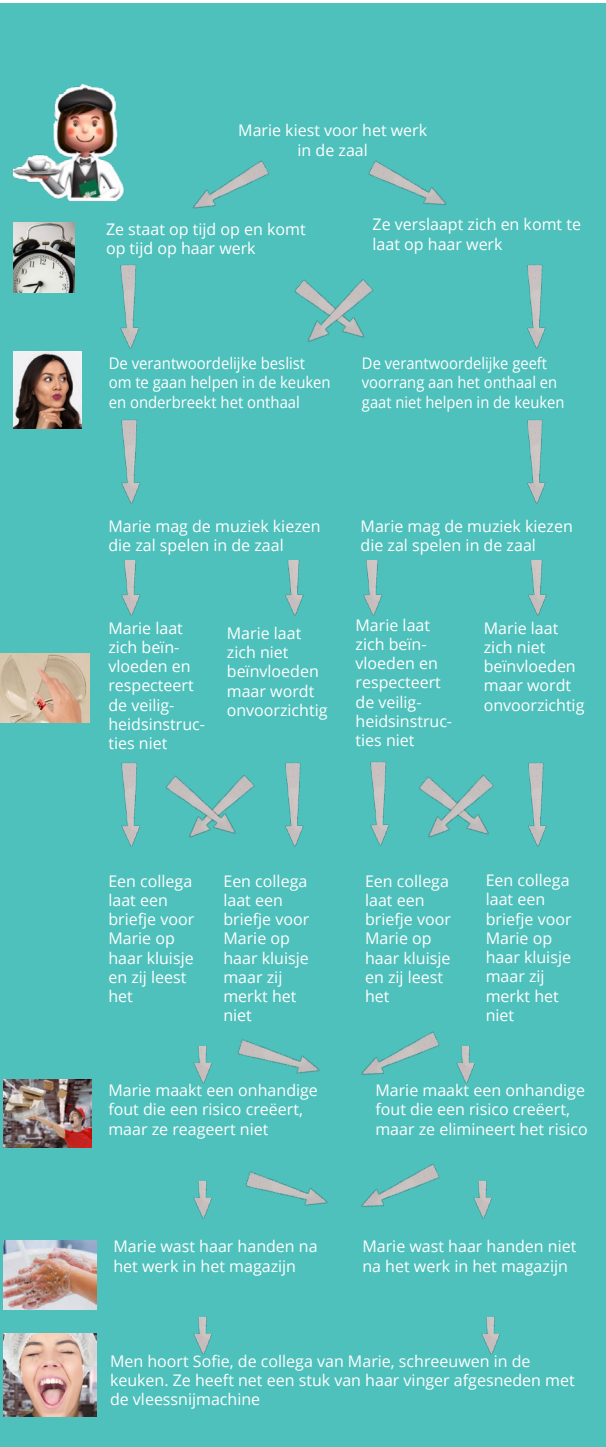 Marie kiest voor het werk
in de zaal
Ze staat op tijd op en komt
op tijd op haar werk
Ze verslaapt zich en komt te
laat op haar werk
De verantwoordelijke beslist
om te gaan helpen in de keuken
en onderbreekt het onthaal
De verantwoordelijke geeft
voorrang aan het onthaal en
gaat niet helpen in de keuken
Marie mag de muziek kiezen
die zal spelen in de zaal
Marie mag de muziek kiezen
die zal spelen in de zaal
Marie laat
zich beïn-
vloeden en
respecteert
de veilig-
heidsinstruc-
ties niet
Marie laat
zich niet
beïnvloeden
maar wordt
onvoorzichtig
Marie laat
zich beïn-
vloeden en
respecteert
de veilig-
heidsinstruc-
ties niet
Marie laat
zich niet
beïnvloeden
maar wordt
onvoorzichtig
Een collega
laat een
briefje voor
Marie op
haar kluisje
en zij leest
het
Een collega
laat een
briefje voor
Marie op
haar kluisje
maar zij
merkt het
niet
Een collega
laat een
briefje voor
Marie op
haar kluisje
en zij leest
het
Een collega
laat een
briefje voor
Marie op
haar kluisje
maar zij
merkt het
niet
Marie maakt een onhandige
fout die een risico creëert,
maar ze reageert niet
Marie maakt een onhandige
fout die een risico creëert,
maar ze elimineert het risico
Marie wast haar handen na
het werk in het magazijn
Marie wast haar handen niet
na het werk in het magazijn
Men hoort Sofie, de collega van Marie, schreeuwen in de
keuken. Ze heeft net een stuk van haar vinger afgesneden met
de vleessnijmachine